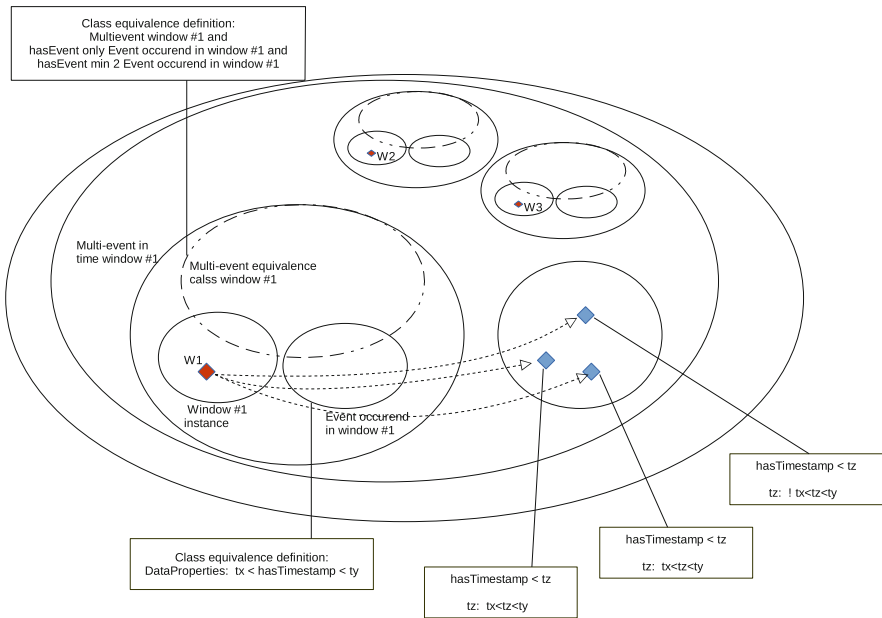 Class equivalence definition:
Multievent window #1 and
hasEvent only Event occurend in window #1 and
hasEvent min 2 Event occurend in window #1
W2
W3
Multi-event in
time window #1
Multi-event equivalence
calss window #1
W1
Window #1
instance
Event occurend
in window #1
hasTimestamp < tz
tz:  ! tx<tz<ty
hasTimestamp < tz
tz:  tx<tz<ty
Class equivalence definition:
DataProperties:  tx < hasTimestamp < ty
hasTimestamp < tz
tz:  tx<tz<ty